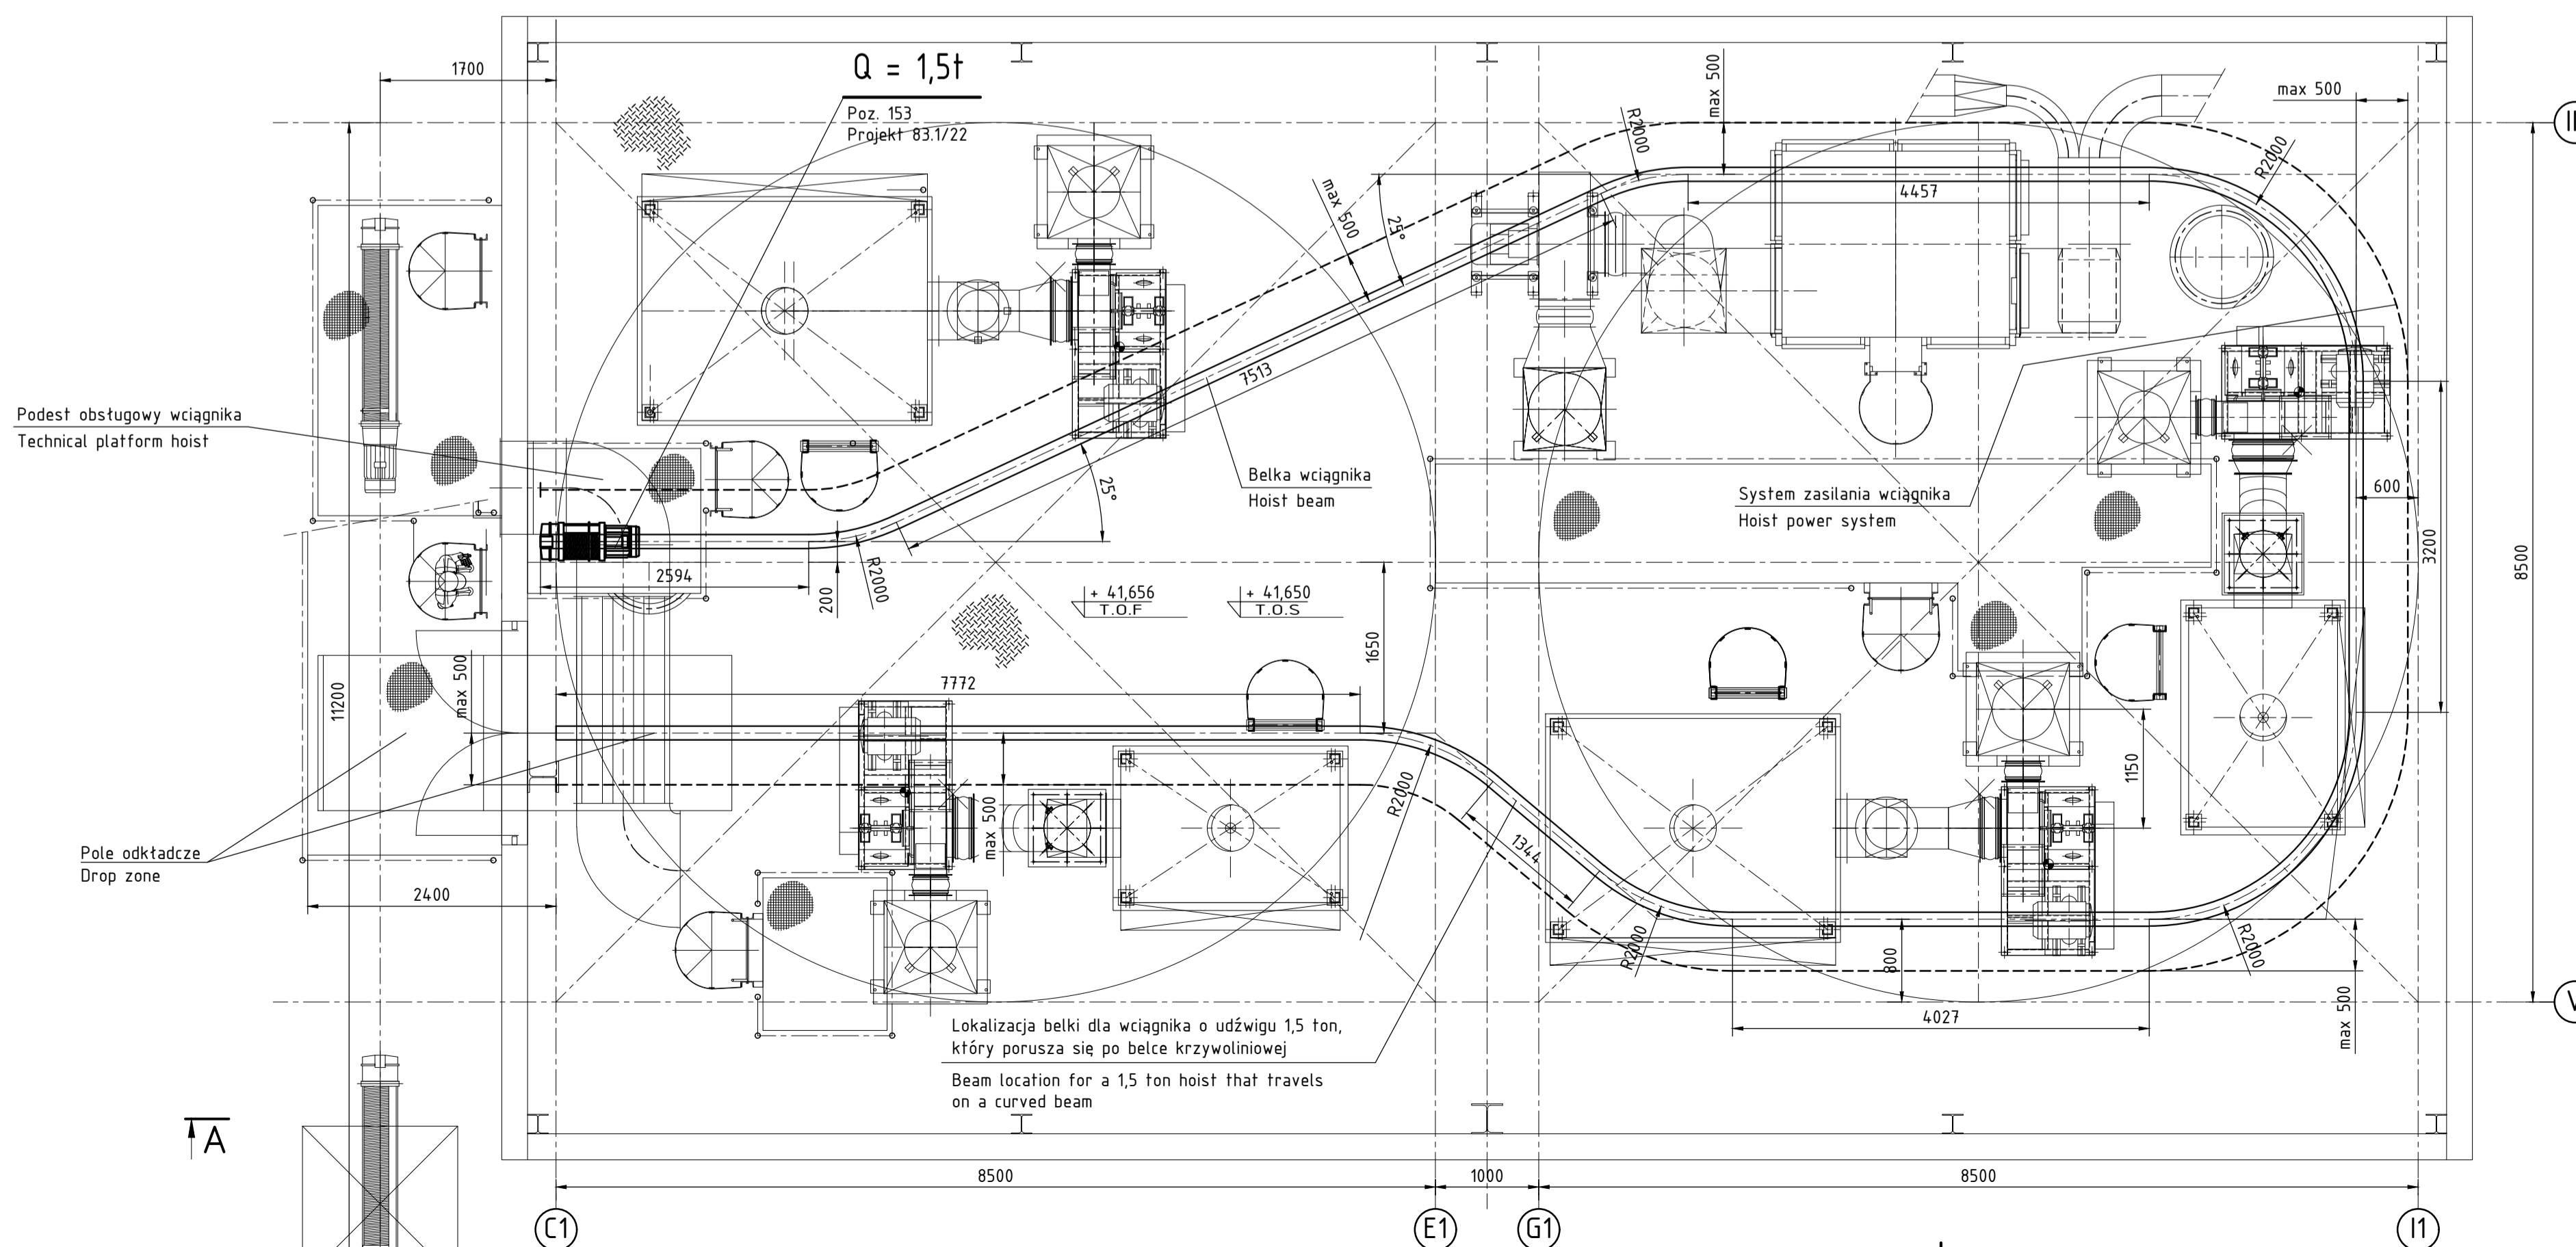 1700
Q = 1,5t
Poz. 153
Projekt 83.1/22
max 500
R2000
max 500
R2000
4457
max 500
25°
7513
Podest obsługowy wciągnika
Technical platform hoist
Belka wciągnika
Hoist beam
25°
System zasilania wciągnika
Hoist power system
600
3200
8500
2594
200
R2000
+ 41,656
T.O.F
+ 41,650
T.O.S
1650
11200
max 500
7772
1150
max 500
R2000
1344
Pole odkładcze
Drop zone
2400
R2000
800
R2000
max 500
4027
Lokalizacja belki dla wciągnika o udźwigu 1,5 ton,
który porusza się po belce krzywoliniowej
Beam location for a 1,5 ton hoist that travels
on a curved beam
A
8500
1000
8500
C1
E1
G1
I1